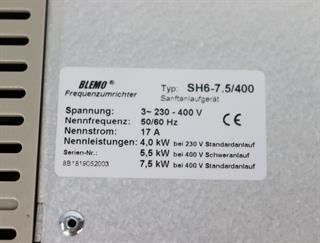 BLEMO® Typ: SH6-7.5/400
Frequenzumrichter Sanftanlaufgerät
Spannung: 3~ 230 - 400 V
Nennfrequenz: 50/60 Hz CE
Nennstrom: 17 A
Nennleistungen: 4,0 kW bei 230 V Standardanlauf
Serien-Nr.: 5,5 kW bei 400 V Schweranlauf
8B1819052003 7,5 kW bei 400 V Standardanlauf